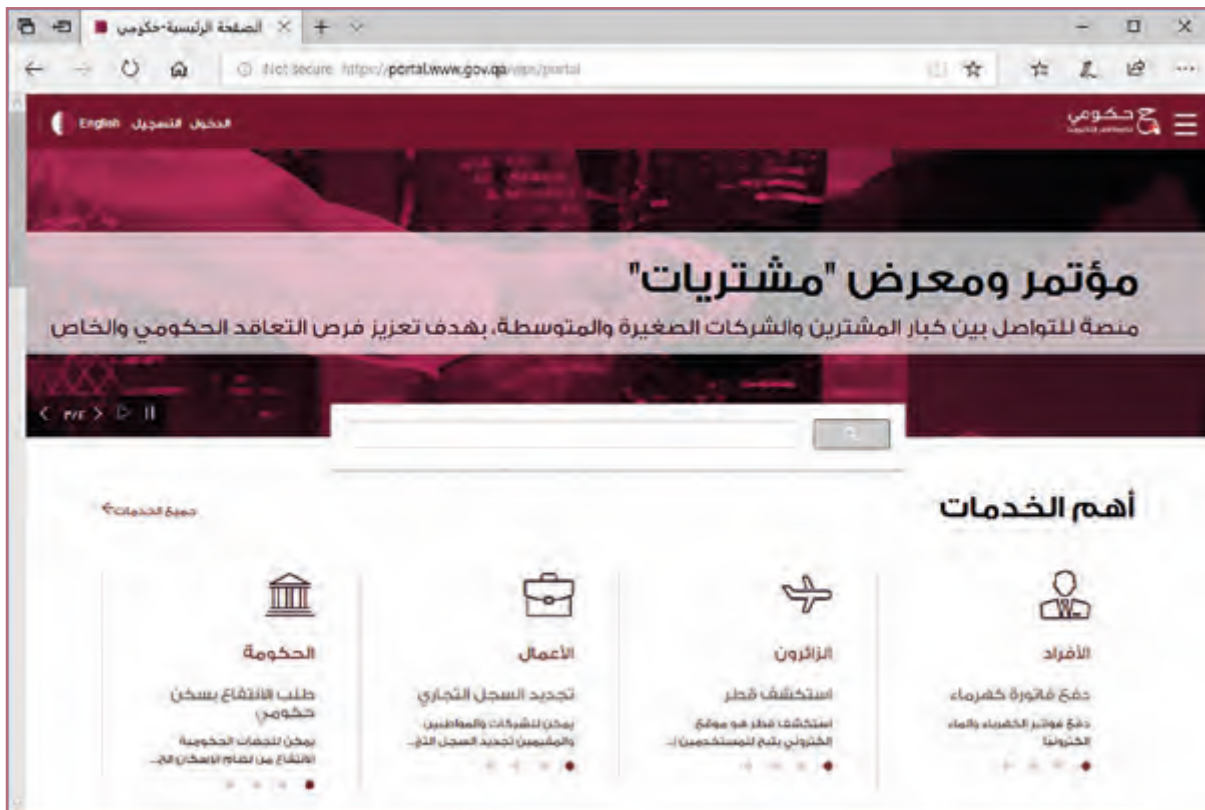 الصفحة الرئيسية-حكومي
Not secure https://portal.www.gov.qa/wps/portal
حكومي
الدخول التسجيل English
مؤتمر ومعرض "مشتريات"
منصة للتواصل بين كبار المشترين والشركات الصغيرة والمتوسطة، بهدف تعزيز فرص التعاقد الحكومي والخاص
أهم الخدمات
جميع الخدمات
الأفراد
دفع فاتورة كهرماء
دفع فواتير الكهرباء والماء
الكترونيا
الزائرون
استكشف قطر
استكشف قطر هو موقع
الكتروني يتيح للمستخدمين إ...
الأعمال
تجديد السجل التجاري
يمكن للشركات والمواطنين
والمقيمين تجديد السجل التج...
الحكومة
طلب الانتفاع بسكن
حكومي
يمكن للجهات الحكومية
الانتفاع من نظام الإسكان الح...